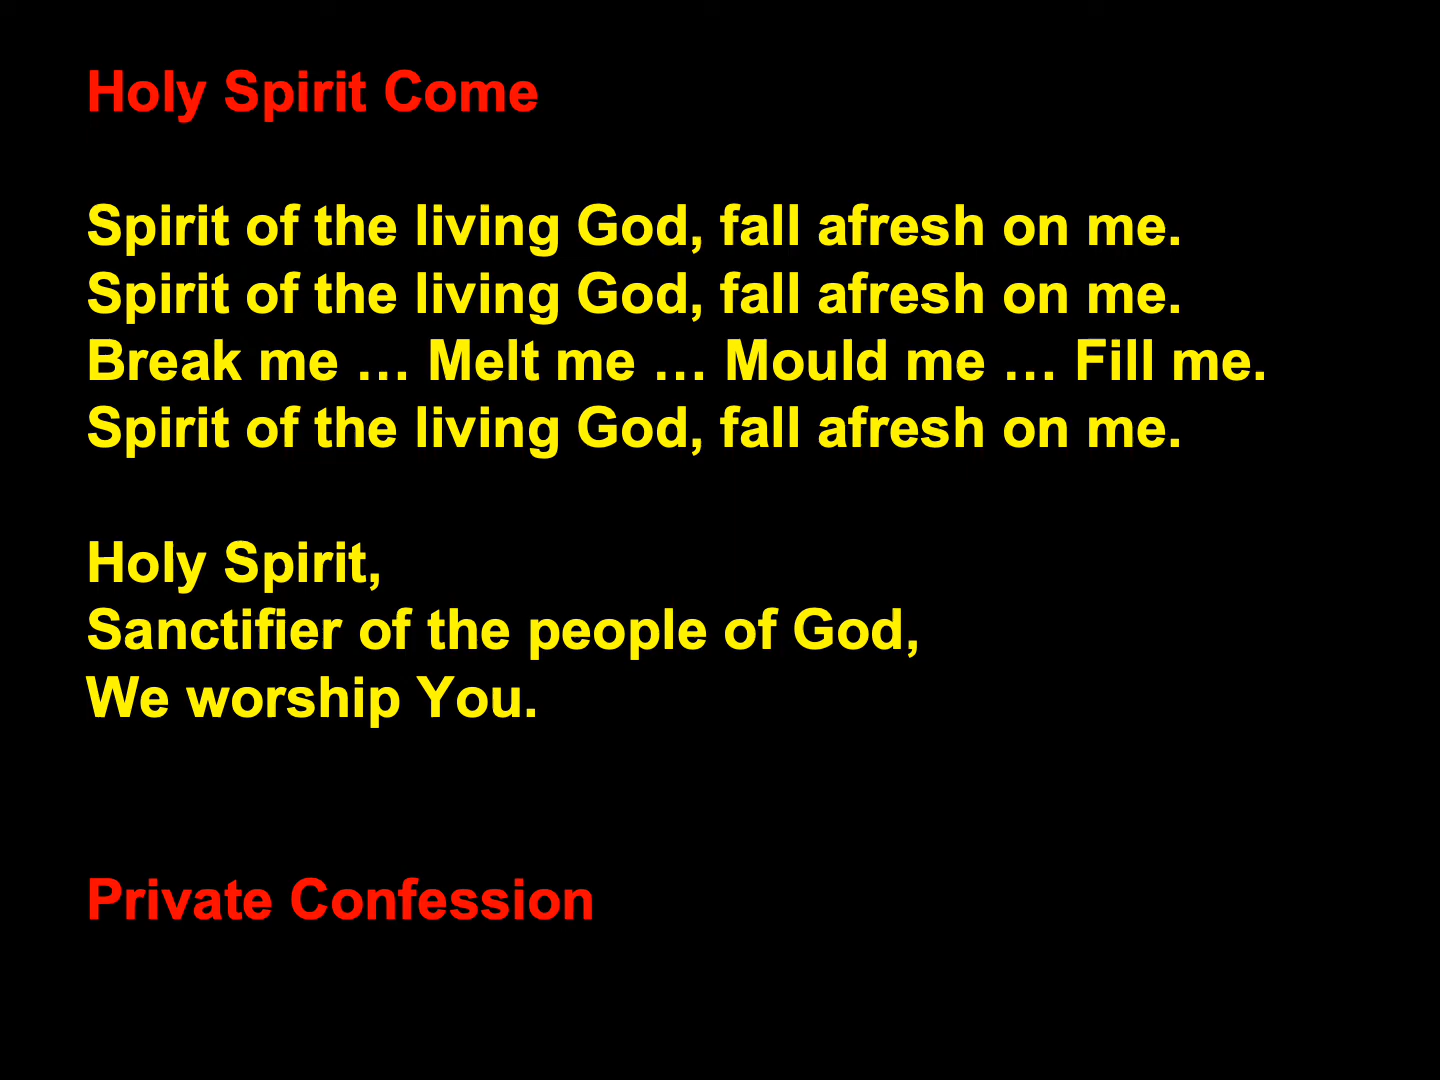 Holy Spirit Come
Spirit of the living God, fall afresh on me.
Spirit of the living God, fall afresh on me.
Break me … Melt me … Mould me … Fill me.
Spirit of the living God, fall afresh on me.
Holy Spirit,
Sanctifier of the people of God,
We worship You.
Private Confession